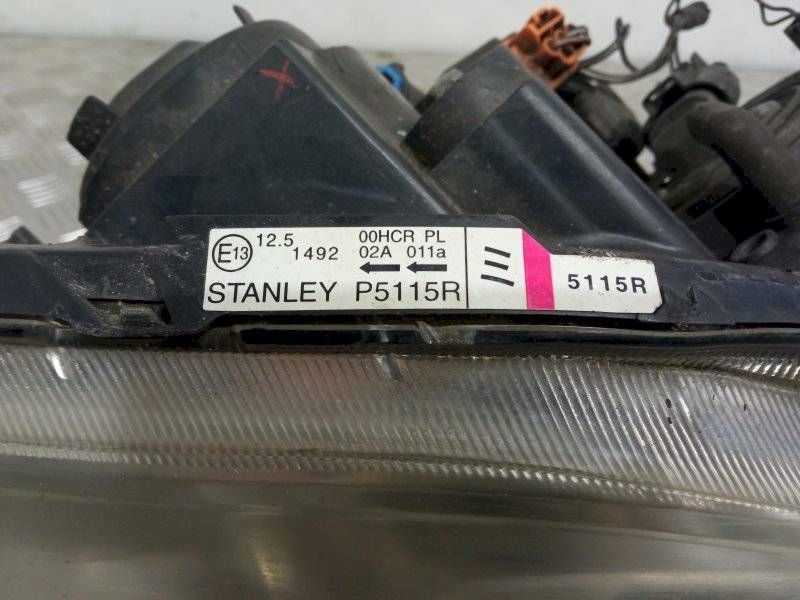 E13 12.5 1492
00HCR PL
02A 011a
STANLEY P5115R
5115R